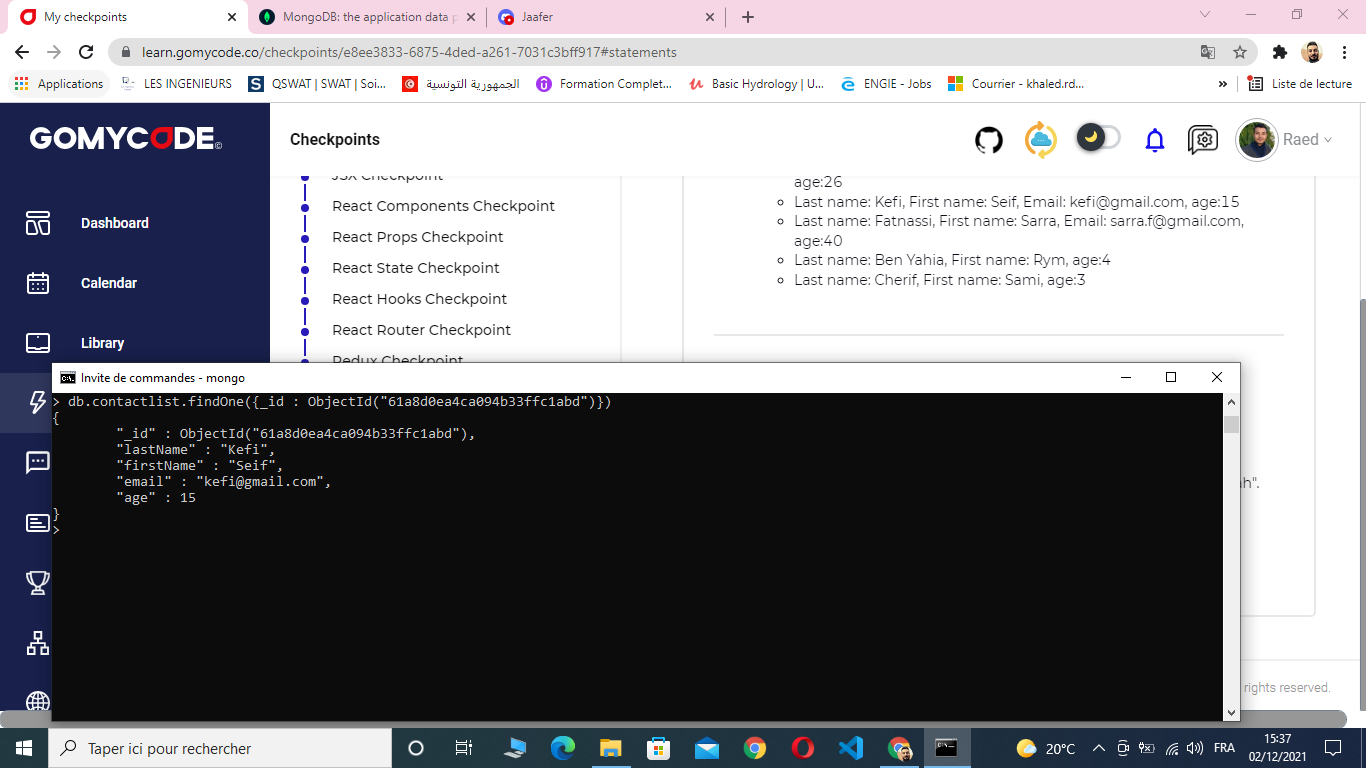 My checkpoints
MongoDB: the application data p
Jaafer
learn.gomycode.co/checkpoints/e8ee3833-6875-4ded-a261-7031c3bff917#statements
Applications
LES INGENIEURS
QSWAT | SWAT | Soi...
الجمهورية التونسية
Formation Complet...
Basic Hydrology | U...
ENGIE - Jobs
Courrier - khaled.rd...
»
Liste de lecture
GOMYCODE©
Checkpoints
Raed
Dashboard
Calendar
Library
JSX Checkpoint
React Components Checkpoint
React Props Checkpoint
React State Checkpoint
React Hooks Checkpoint
React Router Checkpoint
Redux Checkpoint
age:26
Last name: Kefi, First name: Seif, Email: kefi@gmail.com, age:15
Last name: Fatnassi, First name: Sarra, Email: sarra.f@gmail.com,
age:40
Last name: Ben Yahia, First name: Rym, age:4
Last name: Cherif, First name: Sami, age:3
Invite de commandes - mongo
> db.contactlist.findOne({_id : ObjectId("61a8d0ea4ca094b33ffc1abd")})
{
"_id" : ObjectId("61a8d0ea4ca094b33ffc1abd"),
"lastName" : "Kefi",
"firstName" : "Seif",
"email" : "kefi@gmail.com",
"age" : 15
}
>
ah".
rights reserved.
Taper ici pour rechercher
20°C
FRA
15:37
02/12/2021